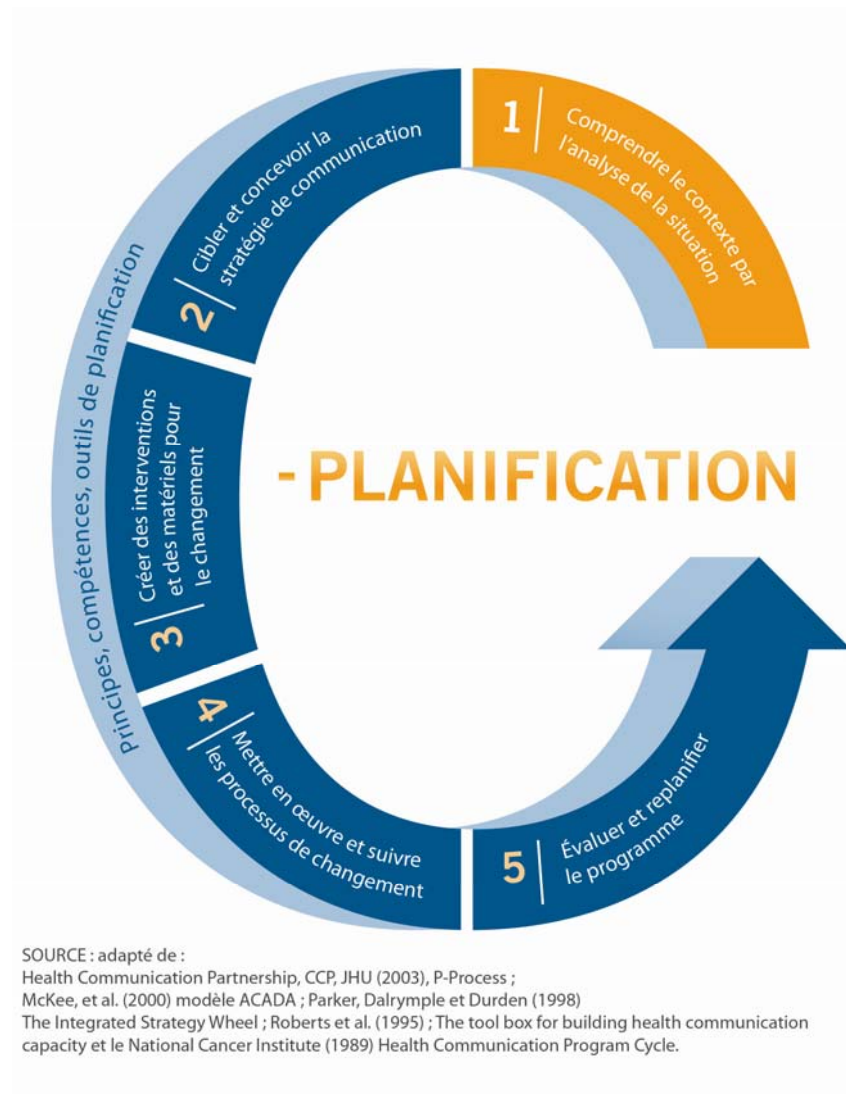 1
Comprendre le contexte par
l'analyse de la situation
2
Cibler et concevoir la
stratégie de communication
3
Créer des interventions
et des matériels pour
le changement
4
Mettre en œuvre et suivre
les processus de changement
5
Évaluer et replanifier
le programme
Principes, compétences, outils de planification
- PLANIFICATION
SOURCE : adapté de :
Health Communication Partnership, CCP, JHU (2003), P-Process ;
McKee, et al. (2000) modèle ACADA ; Parker, Dalrymple et Durden (1998)
The Integrated Strategy Wheel ; Roberts et al. (1995) ; The tool box for building health communication
capacity et le National Cancer Institute (1989) Health Communication Program Cycle.